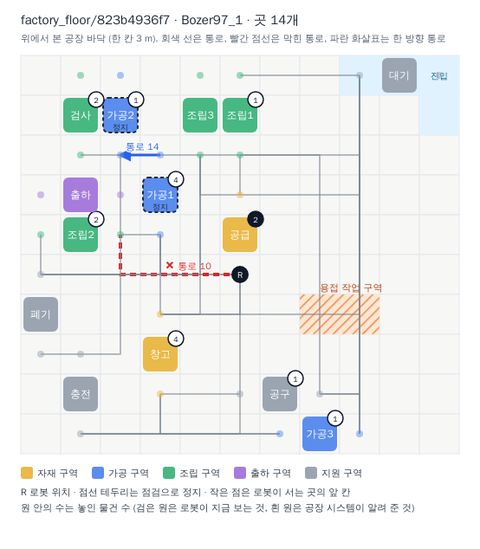 factory_floor/823b4936f7 · Bozer97_1 · 곳 14개
위에서 본 공장 바닥 (한 칸 3 m). 회색 선은 통로, 빨간 점선은 막힌 통로, 파란 화살표는 한 방향 통로
대기
검사
2
가공2
1
정지
조립3
조립1
1
통로 14
출하
가공1
4
정지
조립2
2
공급
2
✕ 통로 10
R
용접 작업 구역
폐기
창고
4
충전
공구
1
가공3
1
자재 구역
가공 구역
조립 구역
출하 구역
지원 구역
R 로봇 위치 · 점선 테두리는 점검으로 정지 · 작은 점은 로봇이 서는 곳의 앞 칸
원 안의 수는 놓인 물건 수 (검은 원은 로봇이 지금 보는 것, 흰 원은 공장 시스템이 알려 준 것)